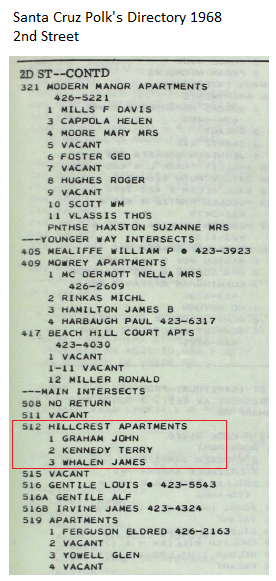 Santa Cruz Polk's Directory 1968
2nd Street
2D ST--CONTD
321 MODERN MANOR APARTMENTS
426-5221
1 MILLS F DAVIS
3 CAPPOLA HELEN
4 MOORE MARY MRS
5 VACANT
6 FOSTER GEO
7 VACANT
8 HUGHES ROGER
9 VACANT
10 SCOTT WM
11 VLASSIS THOS
PNTHSE HAXSTON SUZANNE MRS
---YOUNGER WAY INTERSECTS
405 MEALIFFE WILLIAM P ● 423-3923
409 MOWREY APARTMENTS
1 MC DERMOTT NELLA MRS
426-2609
2 RINKAS MICHL
3 HAMILTON JAMES B
4 HARBAUGH PAUL 423-6317
417 BEACH HILL COURT APTS
423-4030
1 VACANT
1-11 VACANT
12 MILLER RONALD
---MAIN INTERSECTS
508 NO RETURN
511 VACANT
512 HILLCREST APARTMENTS
1 GRAHAM JOHN
2 KENNEDY TERRY
3 WHALEN JAMES
515 VACANT
516 GENTILE LOUIS ● 423-5543
516A GENTILE ALF
516B IRVINE JAMES 423-4324
519 APARTMENTS
1 FERGUSON ELDRED 426-2163
2 VACANT
3 YOWELL GLEN
4 VACANT